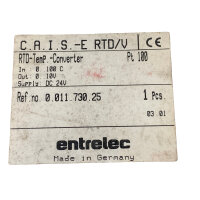 C.A.I.S.-E RTD/V CE
RTD-Temp.-Converter Pt 100
In : 0 100 C
Out: 0 10V
Supply: DC 24V
Ref.no. 0.011.730.25 1 Pcs.
03 01
entrelec
Made in Germany